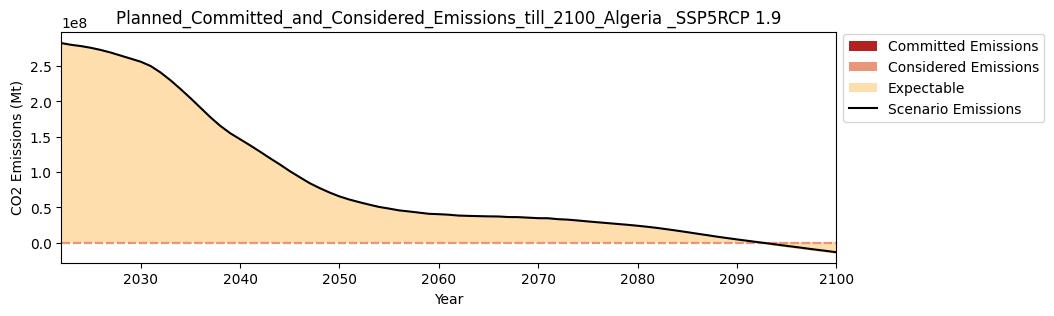 Planned_Committed_and_Considered_Emissions_till_2100_Algeria _SSP5RCP 1.9
1e8
2.5
2.0
1.5
1.0
0.5
0.0
CO2 Emissions (Mt)
2030 2040 2050 2060 2070 2080 2090 2100
Year
Committed Emissions
Considered Emissions
Expectable
Scenario Emissions